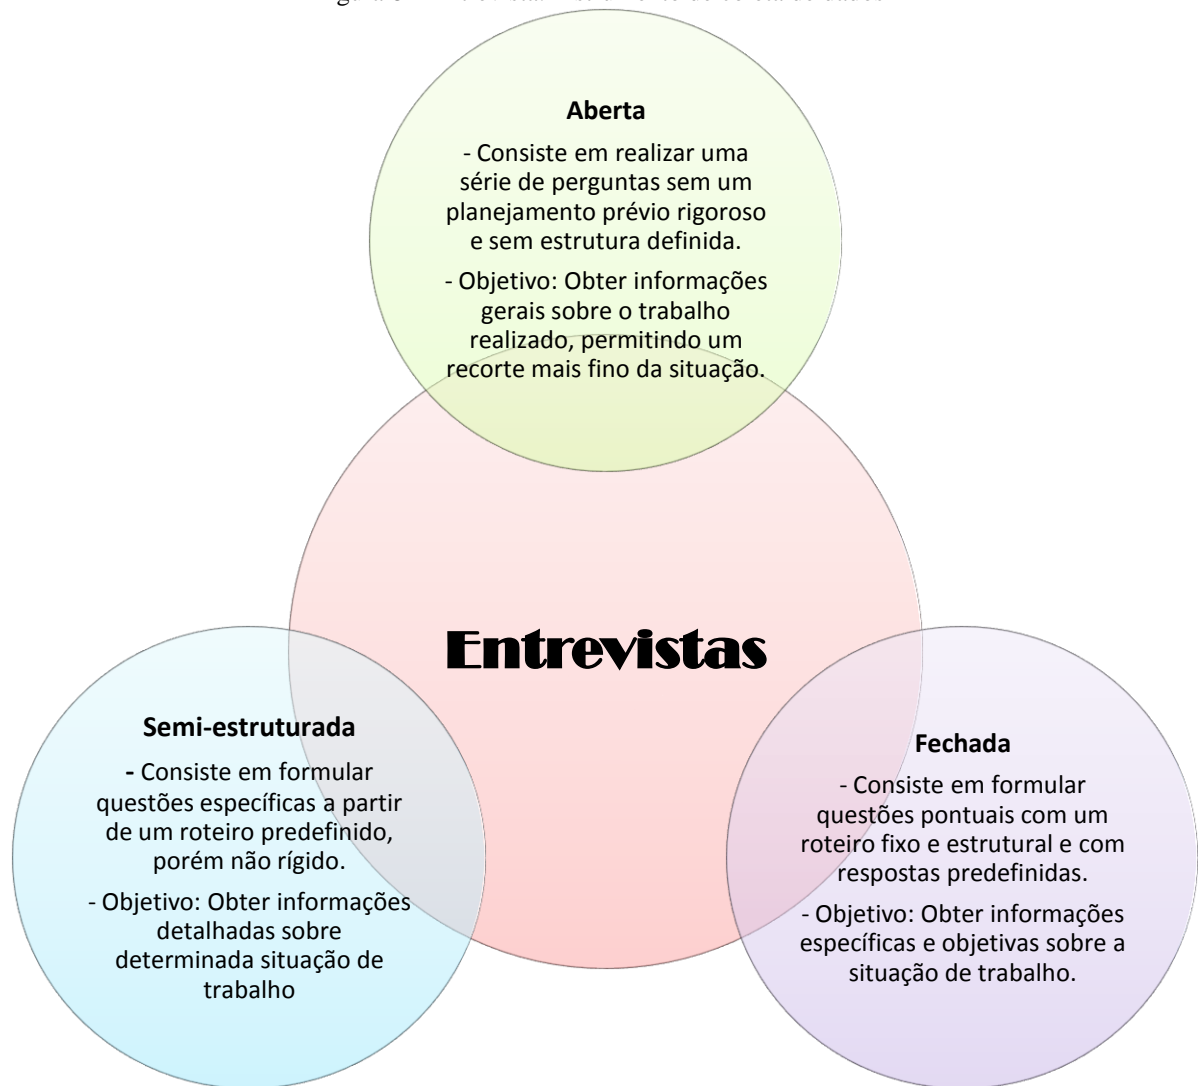 Aberta
- Consiste em realizar uma
série de perguntas sem um
planejamento prévio rigoroso
e sem estrutura definida.
- Objetivo: Obter informações
gerais sobre o trabalho
realizado, permitindo um
recorte mais fino da situação.
Entrevistas
Semi-estruturada
- Consiste em formular
questões específicas a partir
de um roteiro predefinido,
porém não rígido.
- Objetivo: Obter informações
detalhadas sobre
determinada situação de
trabalho
Fechada
- Consiste em formular
questões pontuais com um
roteiro fixo e estrutural e com
respostas predefinidas.
- Objetivo: Obter informações
específicas e objetivas sobre a
situação de trabalho.